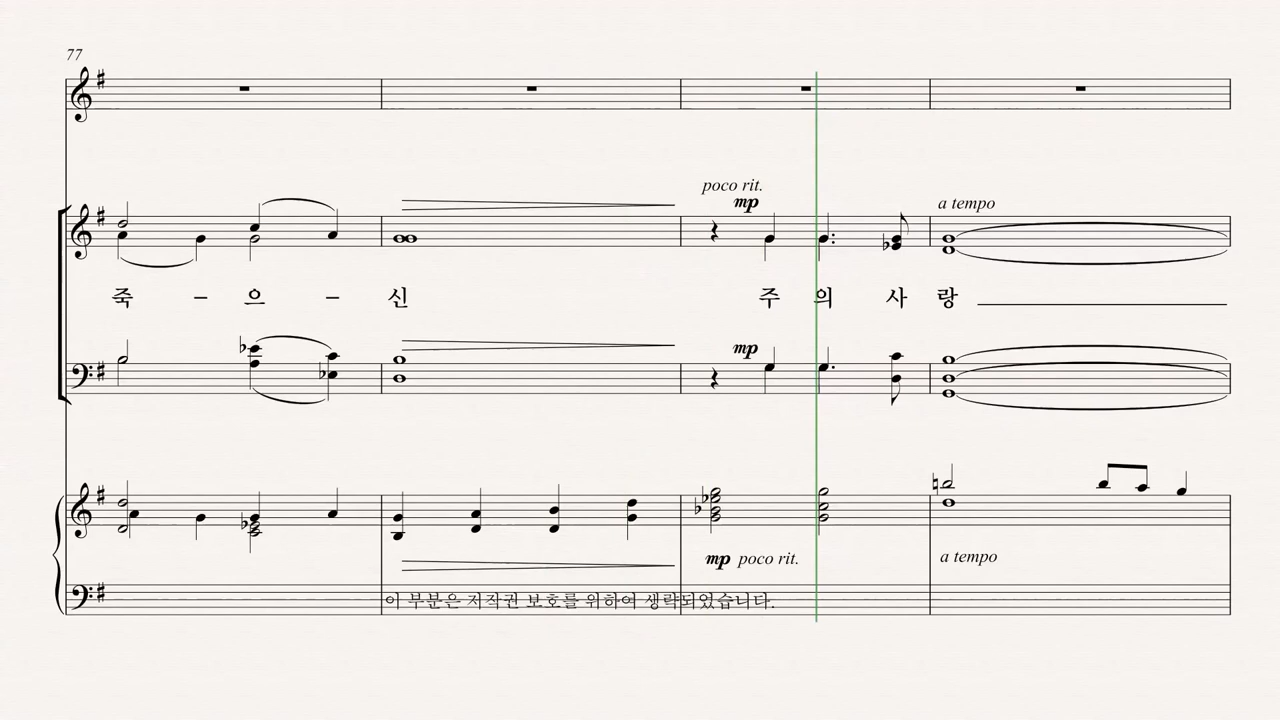 77
poco rit.
mp
a tempo
죽 - 으 - 신 주 의 사 랑
mp
mp poco rit.
a tempo
이 부분은 저작권 보호를 위하여 생략되었습니다.